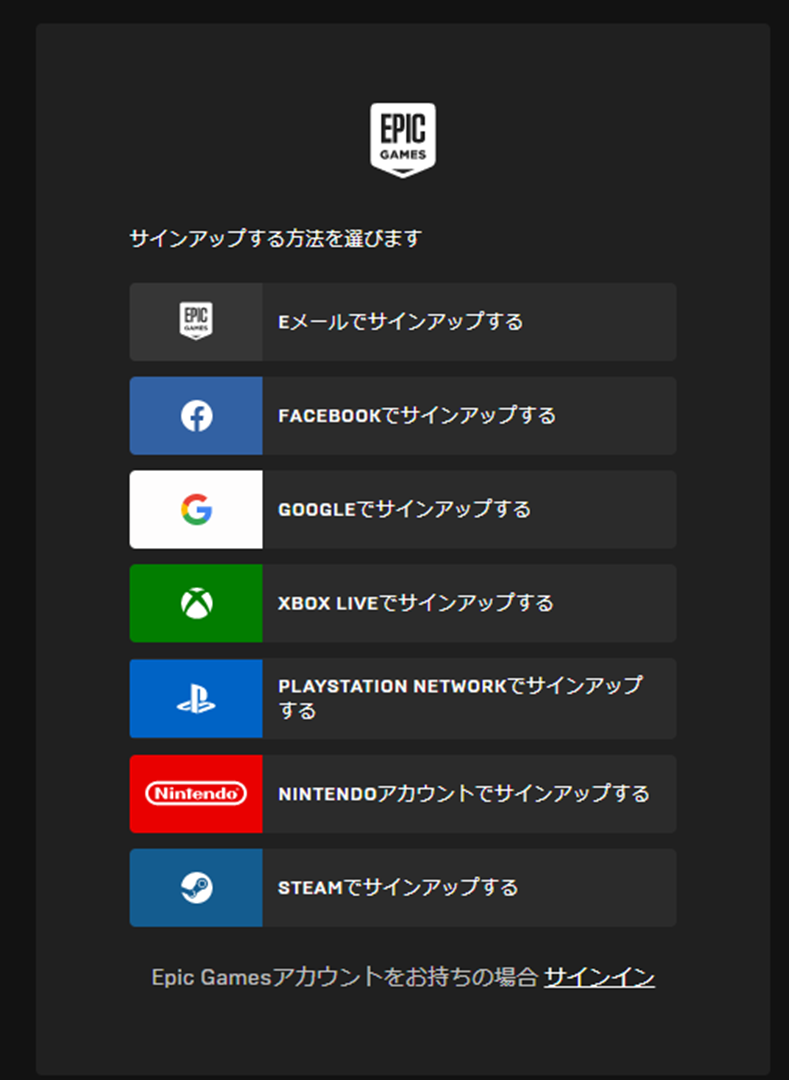 EPIC
GAMES
サインアップする方法を選びます
EPIC
GAMES
Eメールでサインアップする
FACEBOOKでサインアップする
GOOGLEでサインアップする
XBOX LIVEでサインアップする
PLAYSTATION NETWORKでサインアップ
する
Nintendo
NINTENDOアカウントでサインアップする
STEAMでサインアップする
Epic Gamesアカウントをお持ちの場合 サインイン